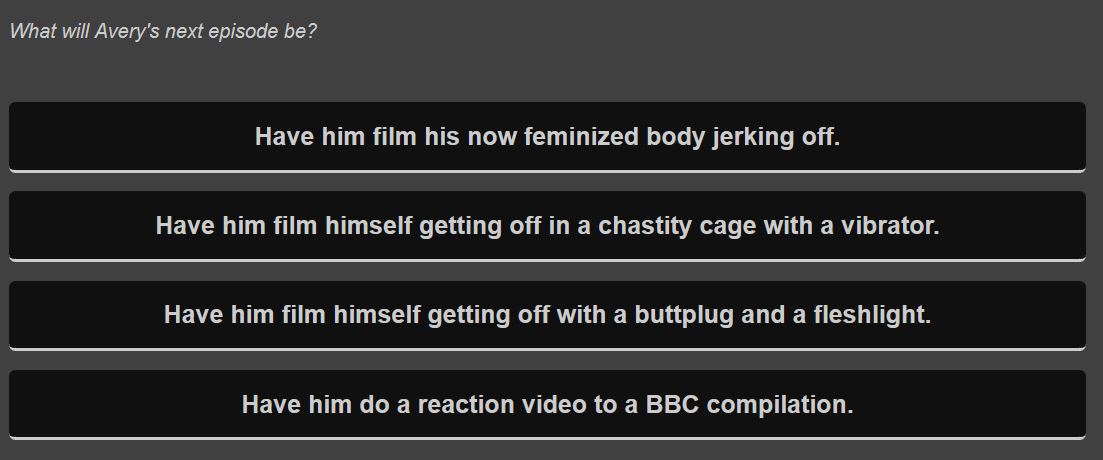 What will Avery's next episode be?
Have him film his now feminized body jerking off.
Have him film himself getting off in a chastity cage with a vibrator.
Have him film himself getting off with a buttplug and a fleshlight.
Have him do a reaction video to a BBC compilation.